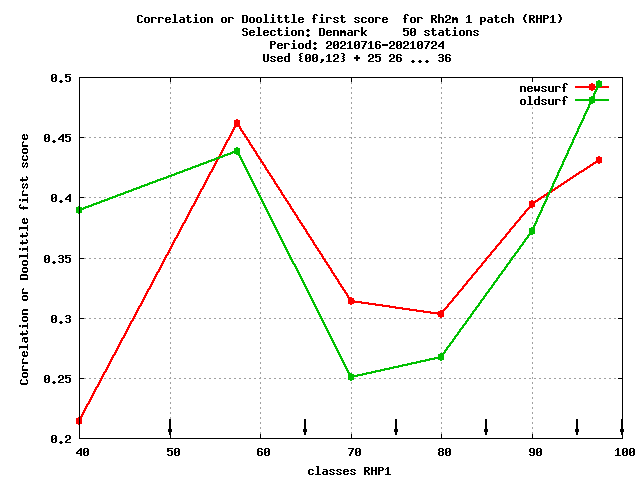 Correlation or Doolittle first score  for Rh2m 1 patch (RHP1)
Selection: Denmark     50 stations
Period: 20210716-20210724
Used {00,12} + 25 26 ... 36
newsurf
oldsurf
0.5
0.45
0.4
0.35
0.3
0.25
0.2
Correlation or Doolittle first score
40 50 60 70 80 90 100
classes RHP1